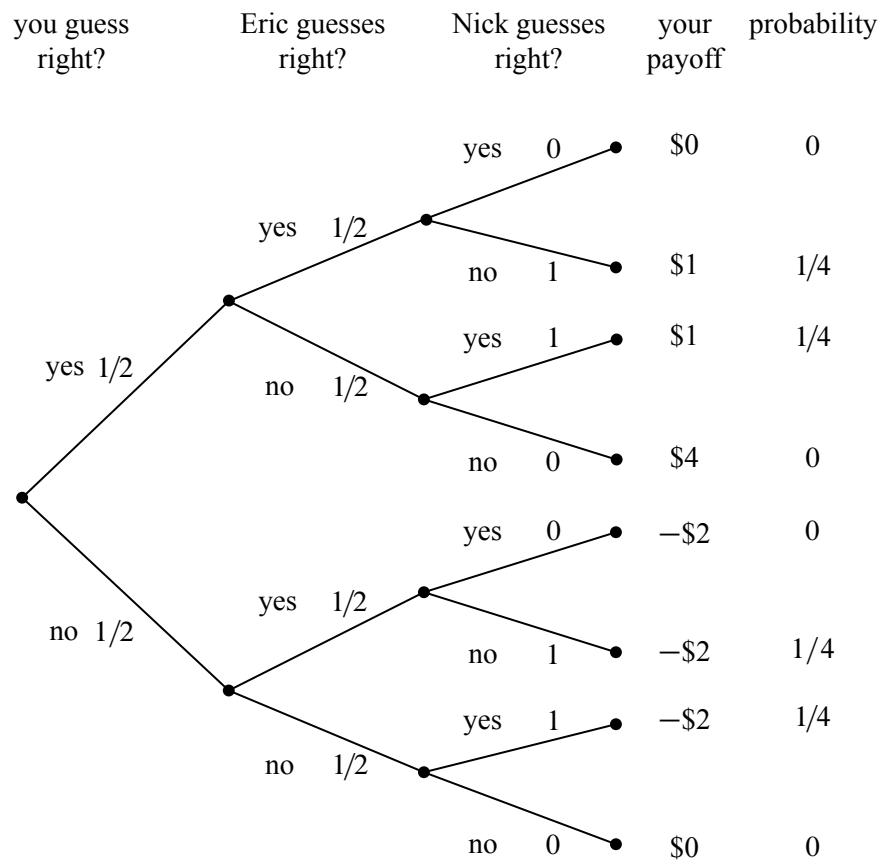 you guess right?
Eric guesses right?
Nick guesses right?
your payoff
probability
yes 0 $0 0
yes 1/2
no 1 $1 1/4
yes 1 $1 1/4
yes 1/2
no 1/2
no 0 $4 0
yes 0 −$2 0
yes 1/2
no 1/2
no 1 −$2 1/4
yes 1 −$2 1/4
no 1/2
no 0 $0 0